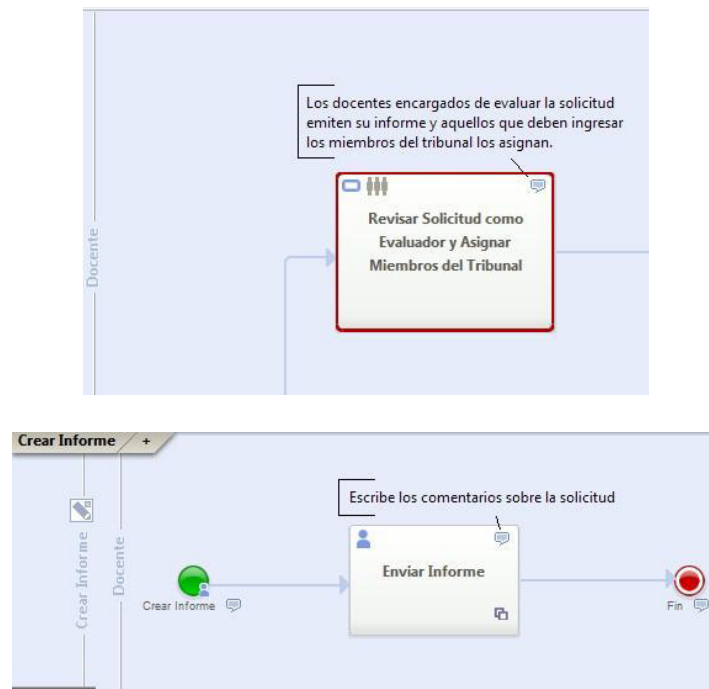 Los docentes encargados de evaluar la solicitud
emiten su informe y aquellos que deben ingresar
los miembros del tribunal los asignan.
Revisar Solicitud como
Evaluador y Asignar
Miembros del Tribunal
Docente
Crear Informe +
Escribe los comentarios sobre la solicitud
Crear Informe
Docente
Enviar Informe
Crear Informe
Fin